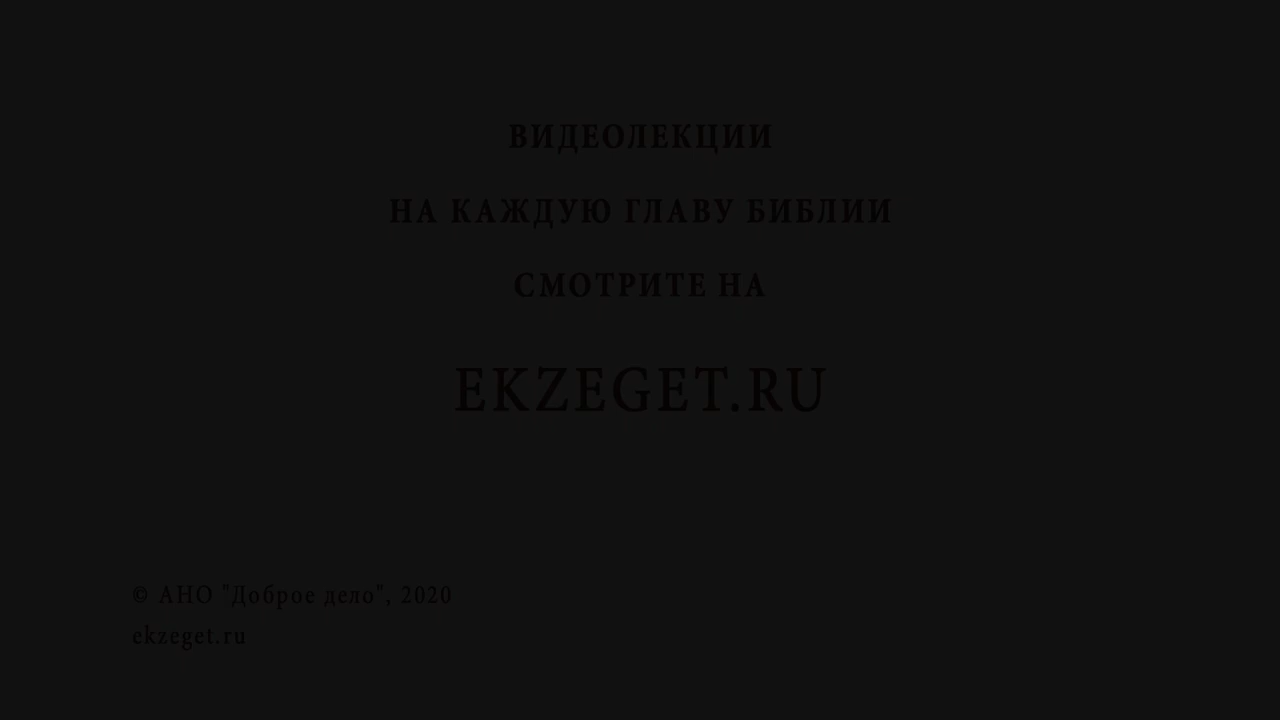 ВИДЕОЛЕКЦИИ
НА КАЖДУЮ ГЛАВУ БИБЛИИ
СМОТРИТЕ НА
EKZEGET.RU
© АНО "Доброе дело", 2020
ekzeget.ru